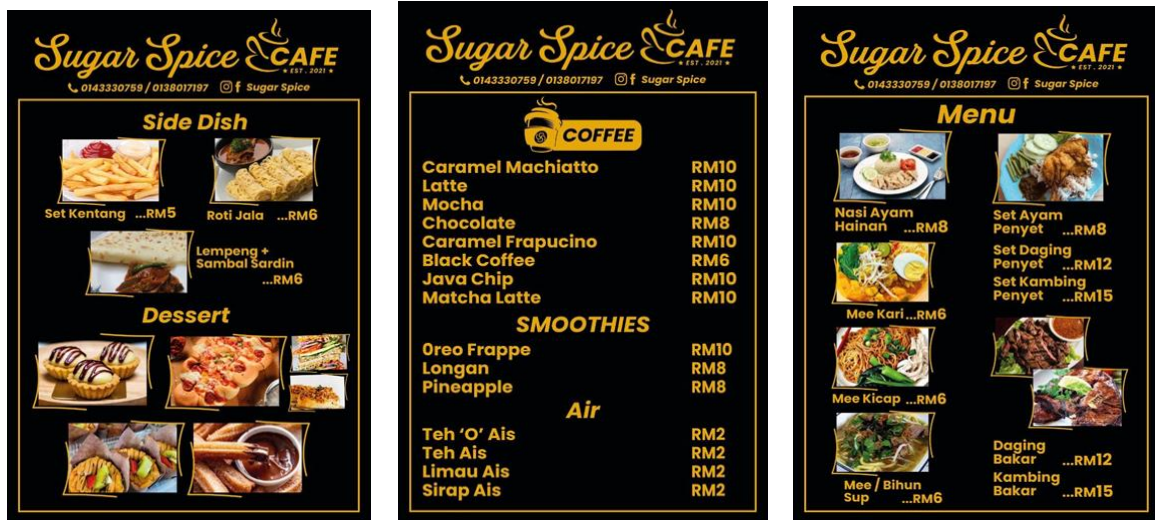 Sugar Spice CAFE
★ EST . 2021 ★
0143330759 / 0138017197 Sugar Spice
Side Dish
Set Kentang ...RM5
Roti Jala ...RM6
Lempeng +
Sambal Sardin
...RM6
Dessert
Sugar Spice CAFE
★ EST . 2021 ★
0143330759 / 0138017197 Sugar Spice
COFFEE
Caramel Machiatto RM10
Latte RM10
Mocha RM10
Chocolate RM8
Caramel Frapucino RM10
Black Coffee RM6
Java Chip RM10
Matcha Latte RM10
SMOOTHIES
0reo Frappe RM10
Longan RM8
Pineapple RM8
Air
Teh ‘O’ Ais RM2
Teh Ais RM2
Limau Ais RM2
Sirap Ais RM2
Sugar Spice CAFE
★ EST . 2021 ★
0143330759 / 0138017197 Sugar Spice
Menu
Nasi Ayam
Hainan ...RM8
Mee Kari ...RM6
Mee Kicap ...RM6
Mee / Bihun
Sup ...RM6
Set Ayam
Penyet ...RM8
Set Daging
Penyet ...RM12
Set Kambing
Penyet ...RM15
Daging
Bakar ...RM12
Kambing
Bakar ...RM15